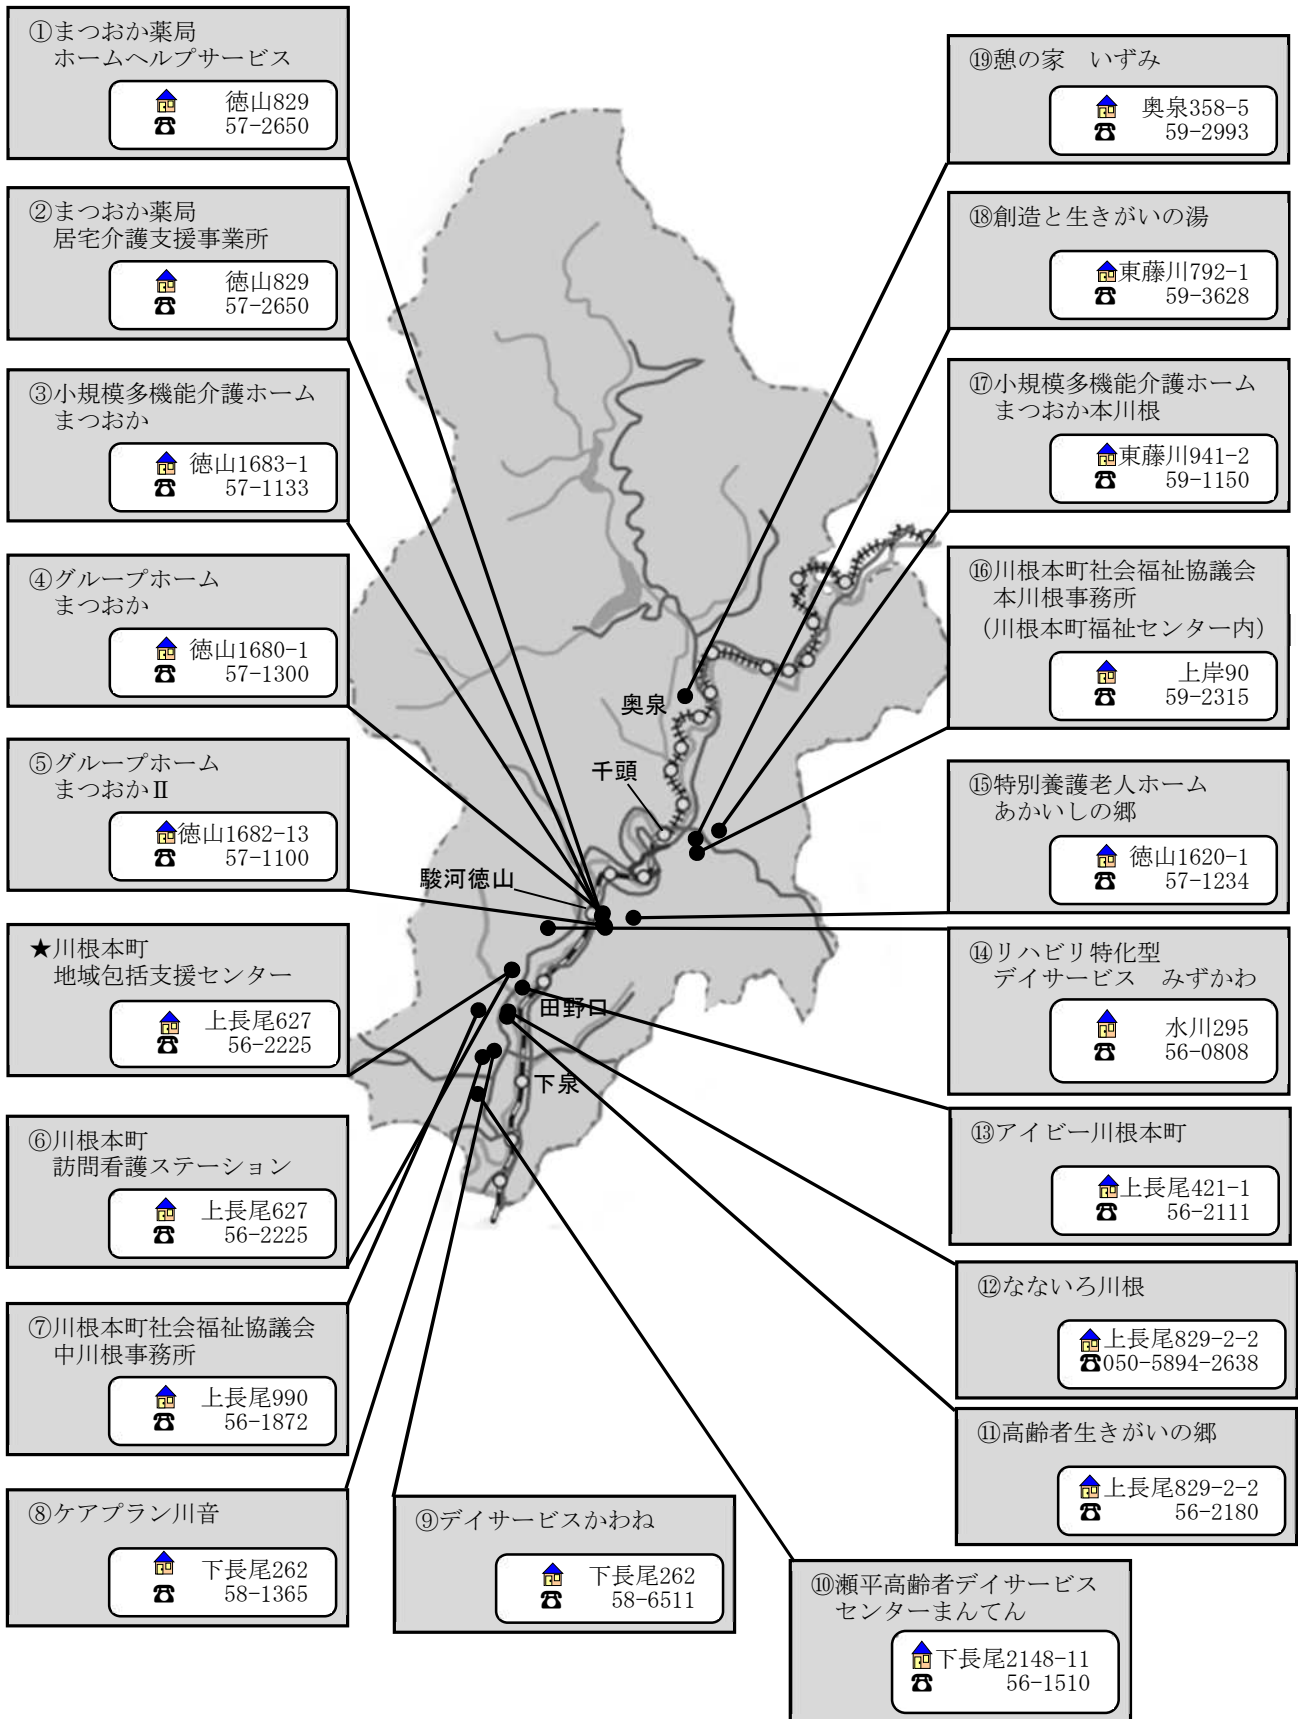 ①まつおか薬局
ホームヘルプサービス
徳山829
57-2650
②まつおか薬局
居宅介護支援事業所
徳山829
57-2650
③小規模多機能介護ホーム
まつおか
徳山1683-1
57-1133
④グループホーム
まつおか
徳山1680-1
57-1300
⑤グループホーム
まつおかⅡ
徳山1682-13
57-1100
★川根本町
地域包括支援センター
上長尾627
56-2225
⑥川根本町
訪問看護ステーション
上長尾627
56-2225
⑦川根本町社会福祉協議会
中川根事務所
上長尾990
56-1872
⑧ケアプラン川音
下長尾262
58-1365
⑨デイサービスかわね
下長尾262
58-6511
⑩瀬平高齢者デイサービス
センターまんてん
下長尾2148-11
56-1510
⑪高齢者生きがいの郷
上長尾829-2-2
56-2180
⑫なないろ川根
上長尾829-2-2
050-5894-2638
⑬アイビー川根本町
上長尾421-1
56-2111
⑭リハビリ特化型
デイサービス　みずかわ
水川295
56-0808
⑮特別養護老人ホーム
あかいしの郷
徳山1620-1
57-1234
⑯川根本町社会福祉協議会
本川根事務所
（川根本町福祉センター内）
上岸90
59-2315
⑰小規模多機能介護ホーム
まつおか本川根
東藤川941-2
59-1150
⑱創造と生きがいの湯
東藤川792-1
59-3628
⑲憩の家　いずみ
奥泉358-5
59-2993
奥泉
千頭
駿河徳山
田野口
下泉